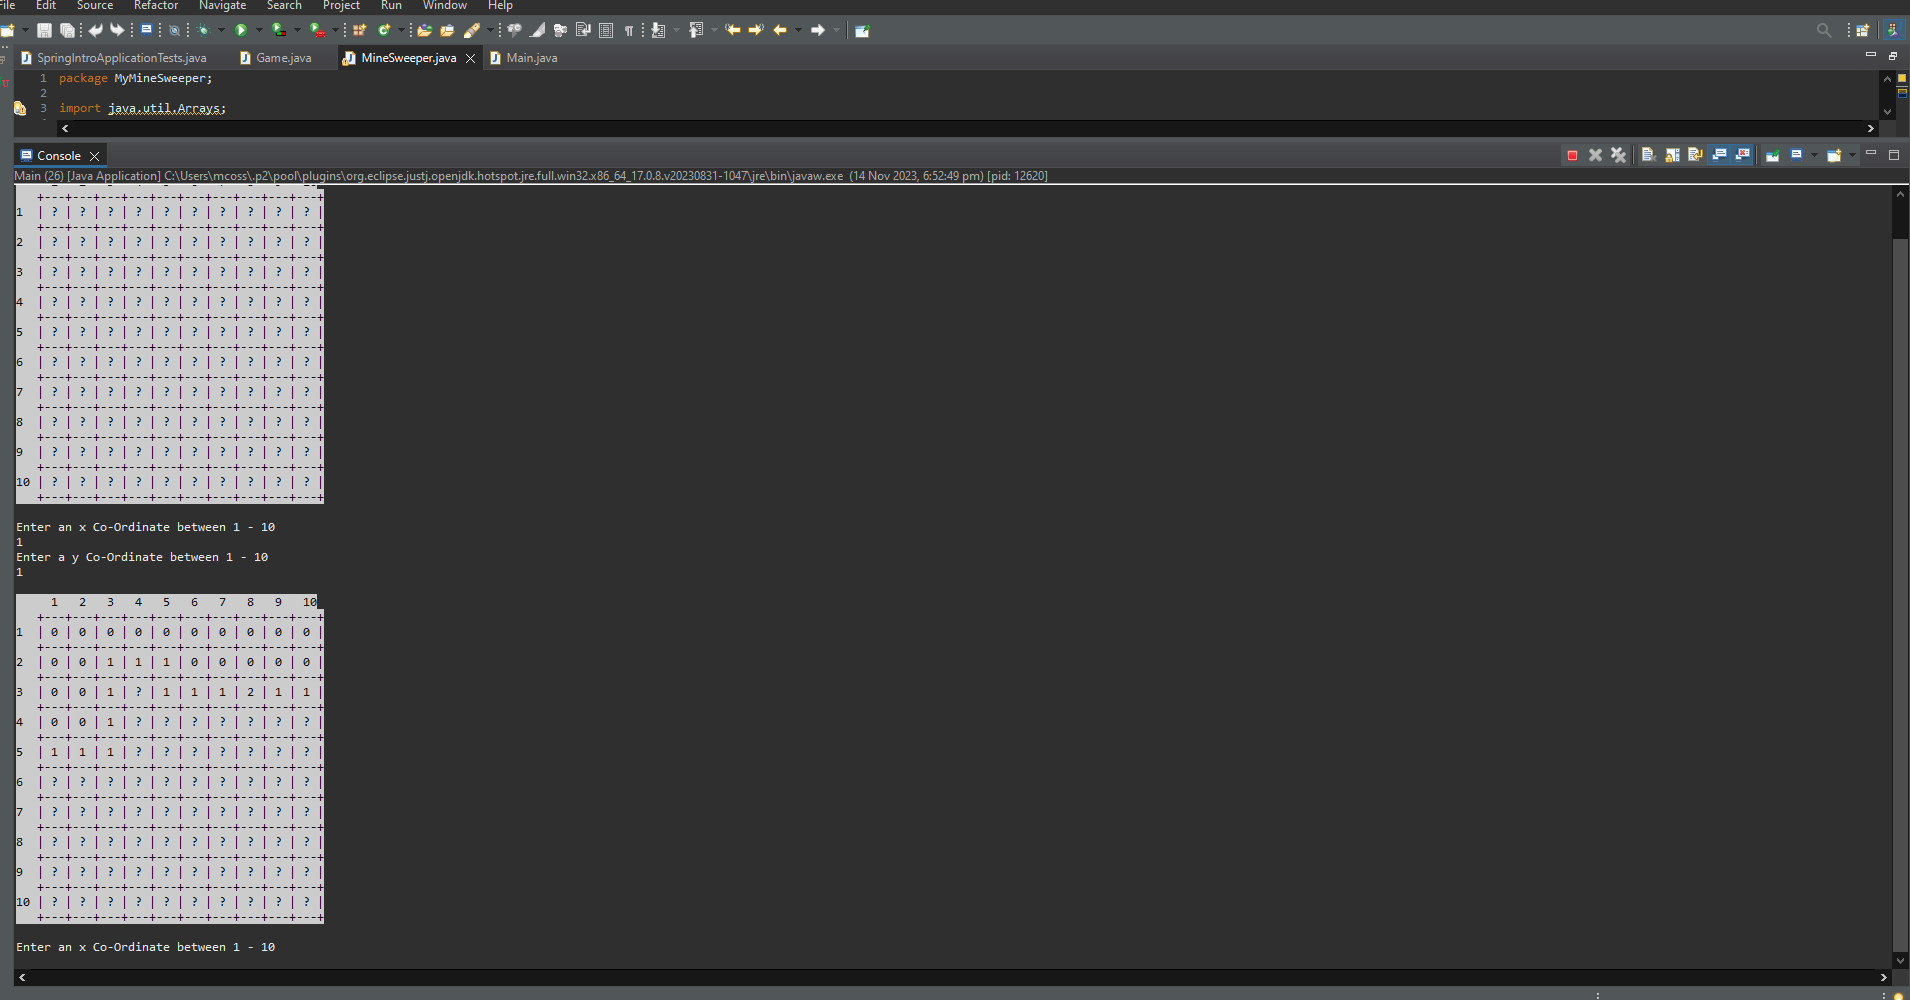 File Edit Source Refactor Navigate Search Project Run Window Help
SpringIntroApplicationTests.java Game.java MineSweeper.java Main.java
1 package MyMineSweeper;
2
3 import java.util.Arrays;
Console
Main (26) [Java Application] C:\Users\mcoss\.p2\pool\plugins\org.eclipse.justj.openjdk.hotspot.jre.full.win32.x86_64_17.0.8.v20230831-1047\jre\bin\javaw.exe (14 Nov 2023, 6:52:49 pm) [pid: 12620]
   +---+---+---+---+---+---+---+---+---+---+
1  | ? | ? | ? | ? | ? | ? | ? | ? | ? | ? |
   +---+---+---+---+---+---+---+---+---+---+
2  | ? | ? | ? | ? | ? | ? | ? | ? | ? | ? |
   +---+---+---+---+---+---+---+---+---+---+
3  | ? | ? | ? | ? | ? | ? | ? | ? | ? | ? |
   +---+---+---+---+---+---+---+---+---+---+
4  | ? | ? | ? | ? | ? | ? | ? | ? | ? | ? |
   +---+---+---+---+---+---+---+---+---+---+
5  | ? | ? | ? | ? | ? | ? | ? | ? | ? | ? |
   +---+---+---+---+---+---+---+---+---+---+
6  | ? | ? | ? | ? | ? | ? | ? | ? | ? | ? |
   +---+---+---+---+---+---+---+---+---+---+
7  | ? | ? | ? | ? | ? | ? | ? | ? | ? | ? |
   +---+---+---+---+---+---+---+---+---+---+
8  | ? | ? | ? | ? | ? | ? | ? | ? | ? | ? |
   +---+---+---+---+---+---+---+---+---+---+
9  | ? | ? | ? | ? | ? | ? | ? | ? | ? | ? |
   +---+---+---+---+---+---+---+---+---+---+
10 | ? | ? | ? | ? | ? | ? | ? | ? | ? | ? |
   +---+---+---+---+---+---+---+---+---+---+
Enter an x Co-Ordinate between 1 - 10
1
Enter a y Co-Ordinate between 1 - 10
1
     1   2   3   4   5   6   7   8   9   10
   +---+---+---+---+---+---+---+---+---+---+
1  | 0 | 0 | 0 | 0 | 0 | 0 | 0 | 0 | 0 | 0 |
   +---+---+---+---+---+---+---+---+---+---+
2  | 0 | 0 | 1 | 1 | 1 | 0 | 0 | 0 | 0 | 0 |
   +---+---+---+---+---+---+---+---+---+---+
3  | 0 | 0 | 1 | ? | 1 | 1 | 1 | 2 | 1 | 1 |
   +---+---+---+---+---+---+---+---+---+---+
4  | 0 | 0 | 1 | ? | ? | ? | ? | ? | ? | ? |
   +---+---+---+---+---+---+---+---+---+---+
5  | 1 | 1 | 1 | ? | ? | ? | ? | ? | ? | ? |
   +---+---+---+---+---+---+---+---+---+---+
6  | ? | ? | ? | ? | ? | ? | ? | ? | ? | ? |
   +---+---+---+---+---+---+---+---+---+---+
7  | ? | ? | ? | ? | ? | ? | ? | ? | ? | ? |
   +---+---+---+---+---+---+---+---+---+---+
8  | ? | ? | ? | ? | ? | ? | ? | ? | ? | ? |
   +---+---+---+---+---+---+---+---+---+---+
9  | ? | ? | ? | ? | ? | ? | ? | ? | ? | ? |
   +---+---+---+---+---+---+---+---+---+---+
10 | ? | ? | ? | ? | ? | ? | ? | ? | ? | ? |
   +---+---+---+---+---+---+---+---+---+---+
Enter an x Co-Ordinate between 1 - 10